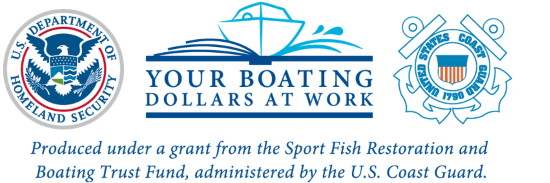 U.S. DEPARTMENT OF
HOMELAND SECURITY
YOUR BOATING
DOLLARS AT WORK
UNITED STATES COAST GUARD
1790
Produced under a grant from the Sport Fish Restoration and
Boating Trust Fund, administered by the U.S. Coast Guard.